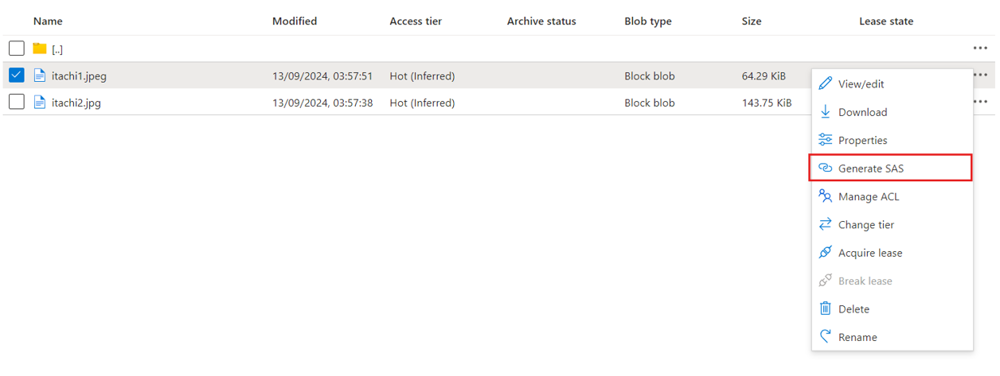 Name Modified Access tier Archive status Blob type Size Lease state
[..]
itachi1.jpeg 13/09/2024, 03:57:51 Hot (Inferred) Block blob 64.29 KiB
itachi2.jpg 13/09/2024, 03:57:38 Hot (Inferred) Block blob 143.75 KiB
View/edit
Download
Properties
Generate SAS
Manage ACL
Change tier
Acquire lease
Break lease
Delete
Rename